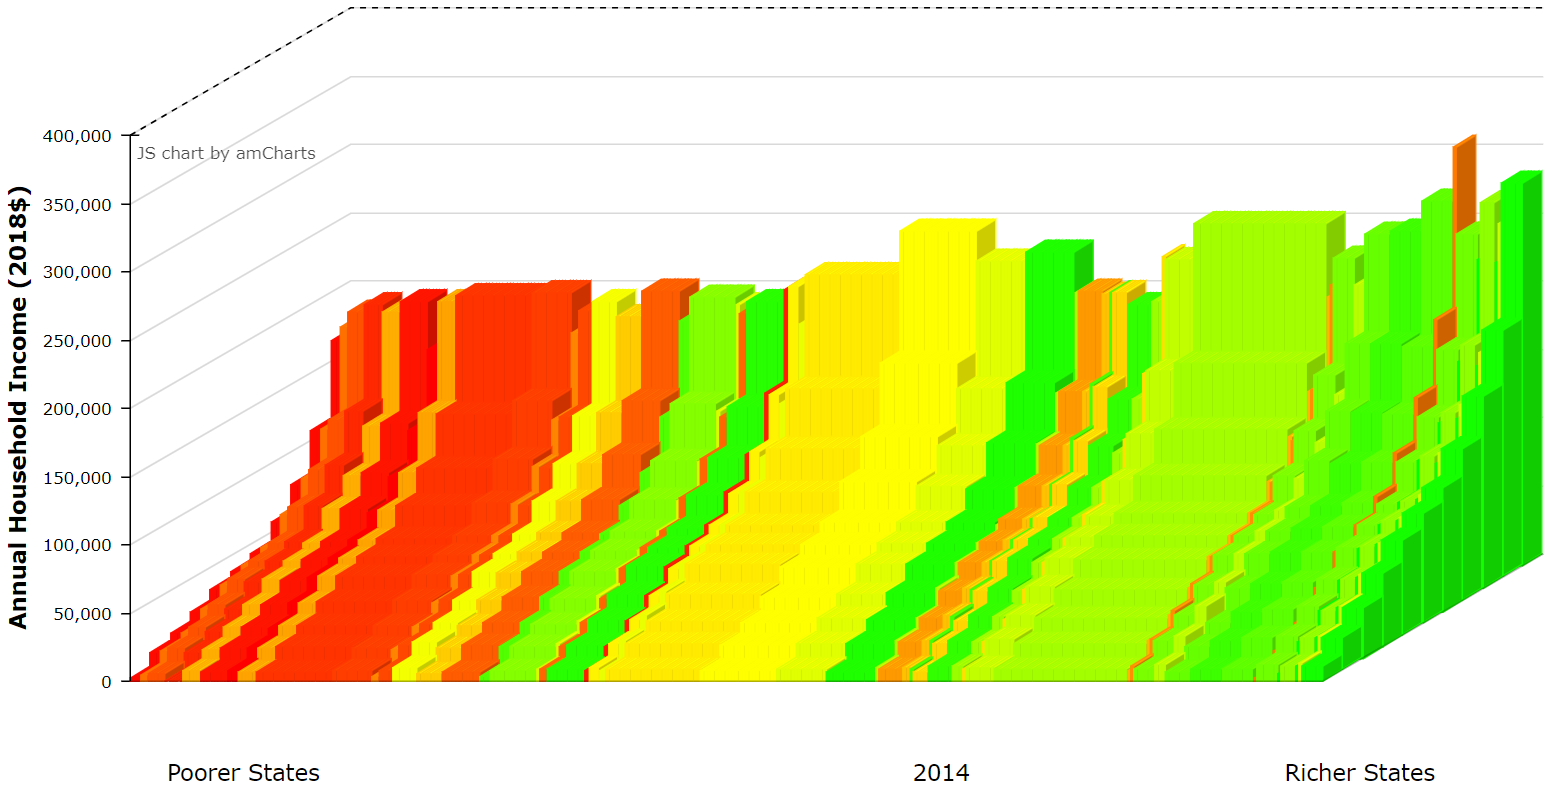 400,000
JS chart by amCharts
350,000
300,000
250,000
200,000
150,000
100,000
50,000
0
Annual Household Income (2018$)
Poorer States
2014
Richer States